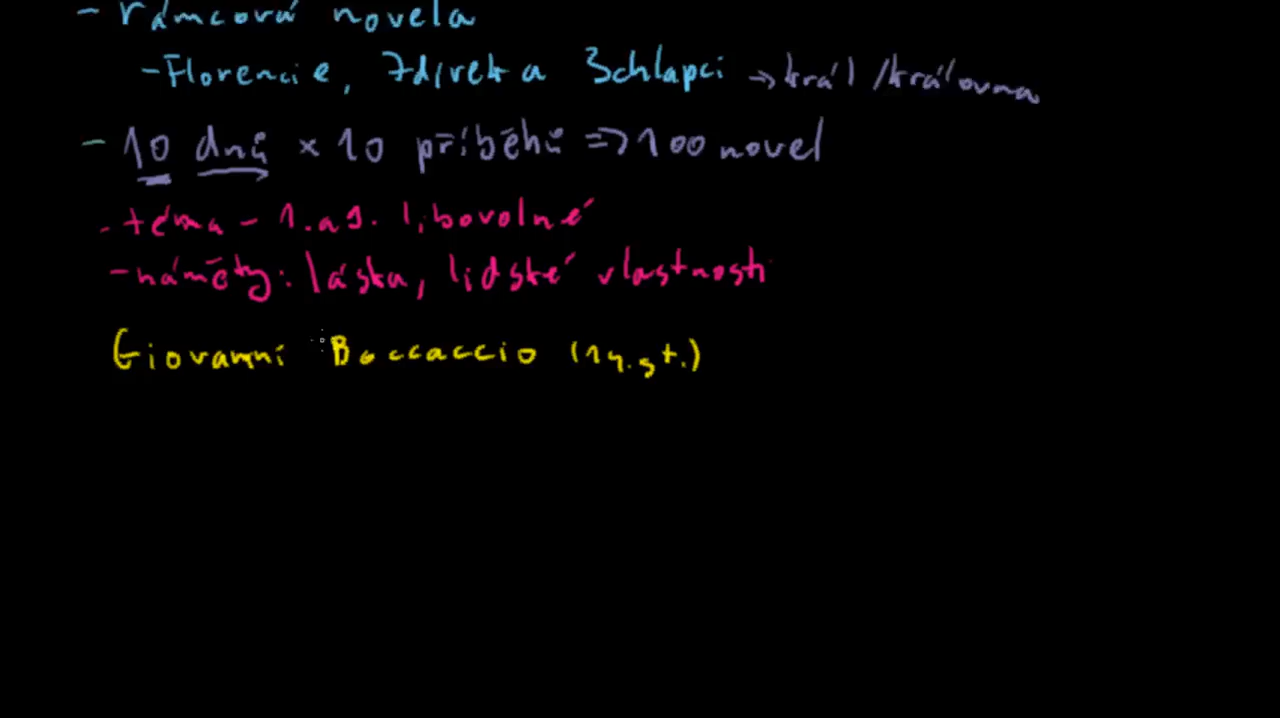 - rámcová novela
- Florencie, 7 dívek a 3 chlapci → král / královna
- 10 dnů × 10 příběhů ⇒ 100 novel
- téma - 1. a 9. libovolné
- náměty: láska, lidské vlastnosti
Giovanni Boccaccio (14. st.)